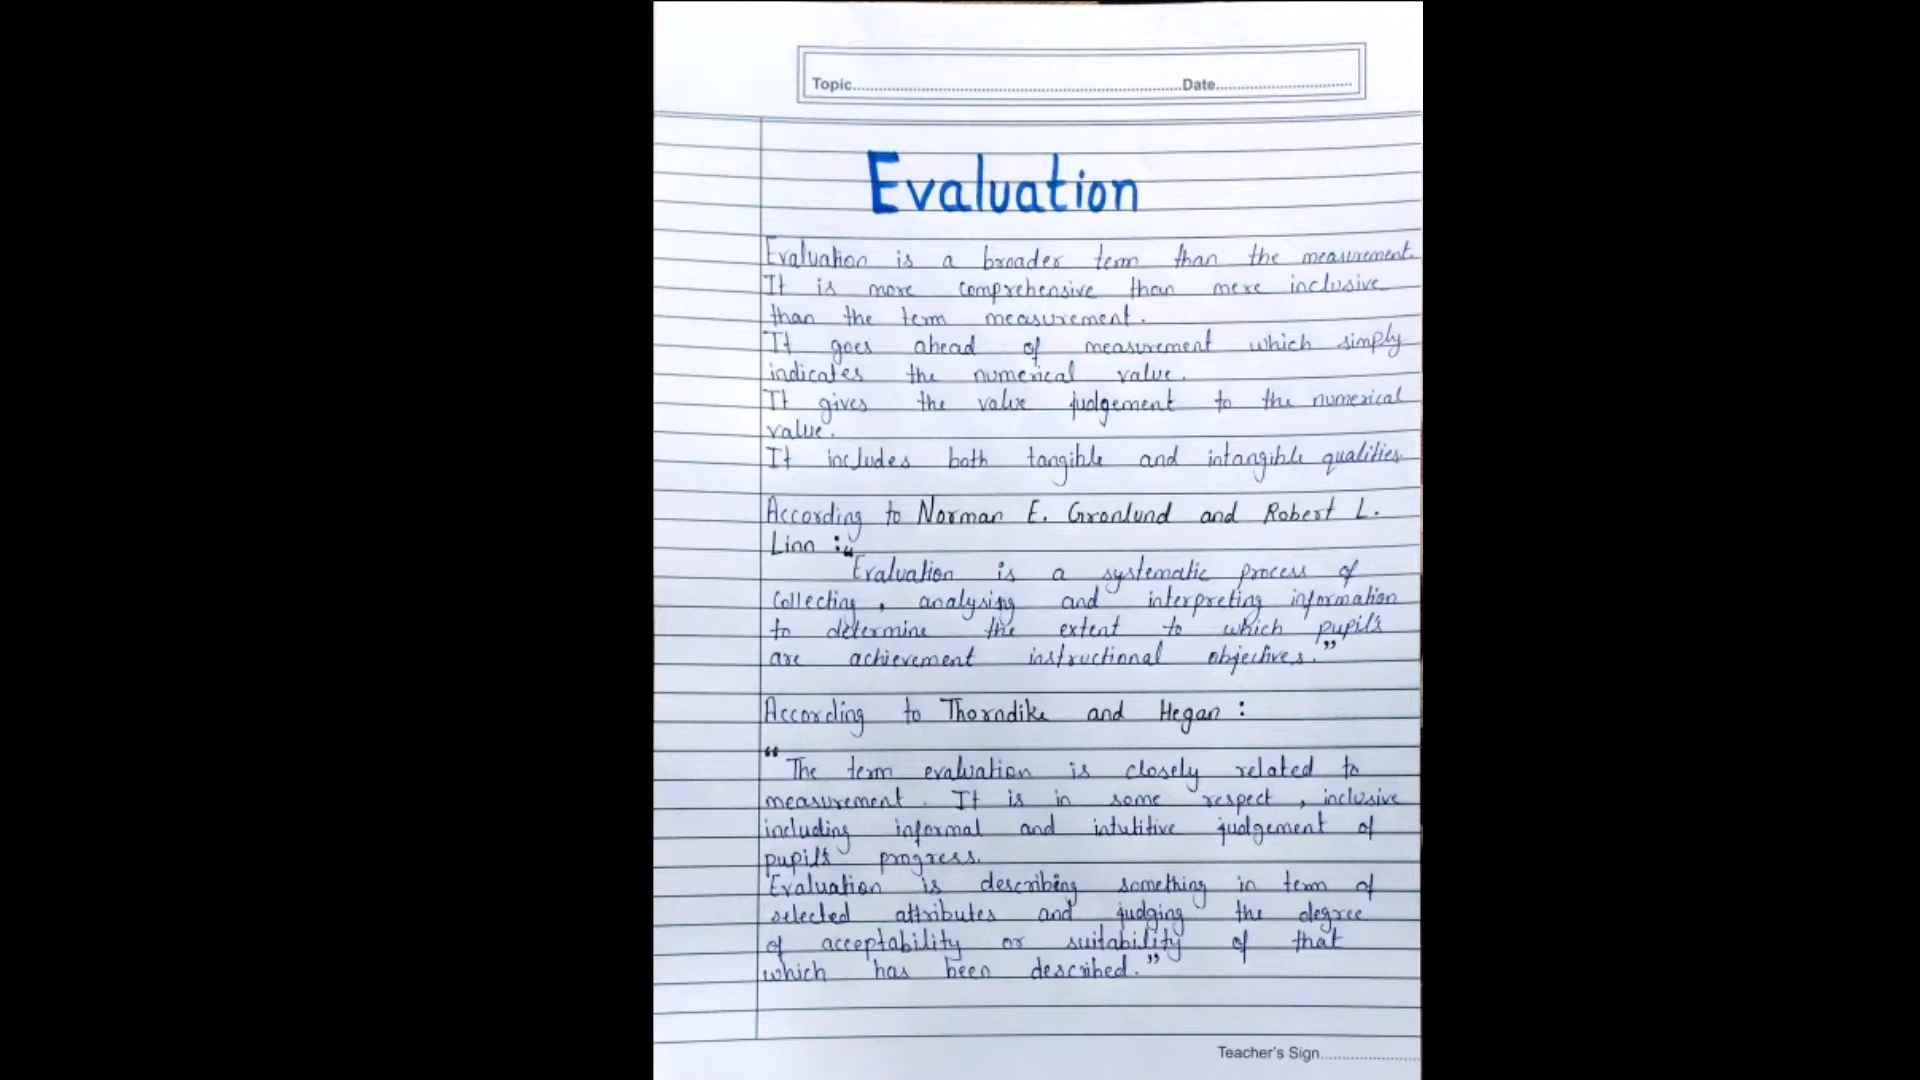 Topic.....Date.....
Evaluation
Evaluation is a broader term than the measurement.
It is more comprehensive than mere inclusive
than the term measurement.
It goes ahead of measurement which simply
indicates the numerical value.
It gives the value judgement to the numerical
value.
It includes both tangible and intangible qualities.
According to Norman E. Gronlund and Robert L.
Linn :
“Evaluation is a systematic process of
Collecting, analysing and interpreting information
to determine the extent to which pupil's
are achievement instructional objectives.”
According to Thorndike and Hegan :
“The term evaluation is closely related to
measurement. It is in some respect, inclusive
including informal and intutitive judgement of
pupil's progress.
Evaluation is describing something in term of
selected attributes and judging the degree
of acceptability or suitability of that
which has been described.”
Teacher's Sign.....